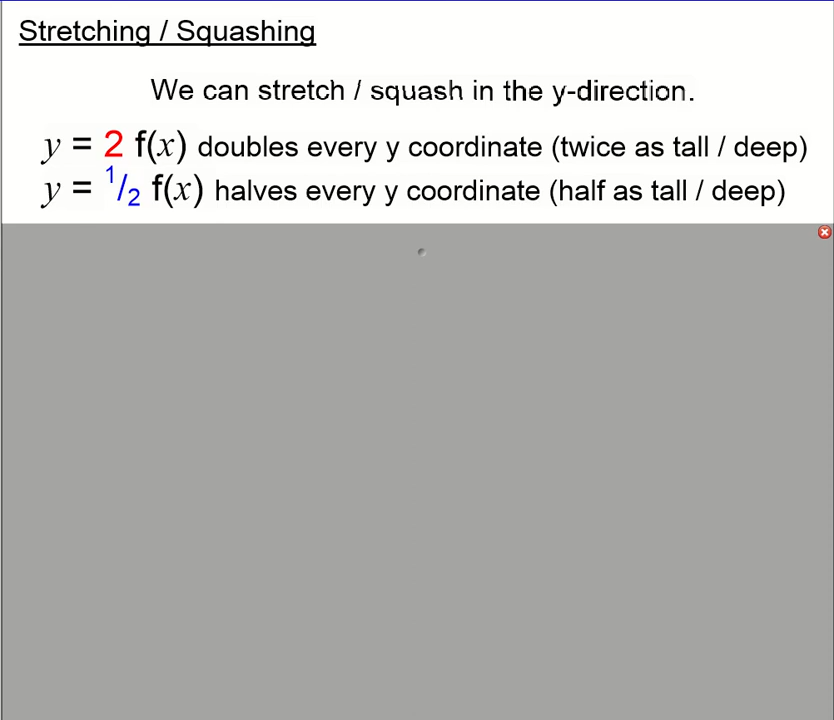 Stretching / Squashing
We can stretch / squash in the y-direction.
y = 2 f(x) doubles every y coordinate (twice as tall / deep)
y = 1/2 f(x) halves every y coordinate (half as tall / deep)